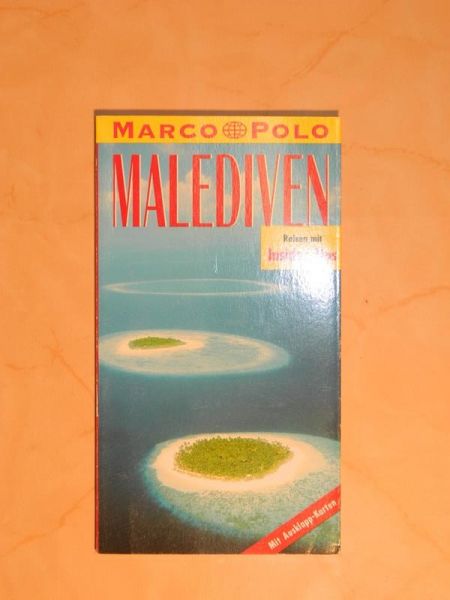 MARCO POLO
MALEDIVEN
Reisen mit
Insider-Tips
Mit Ausklapp-Karten